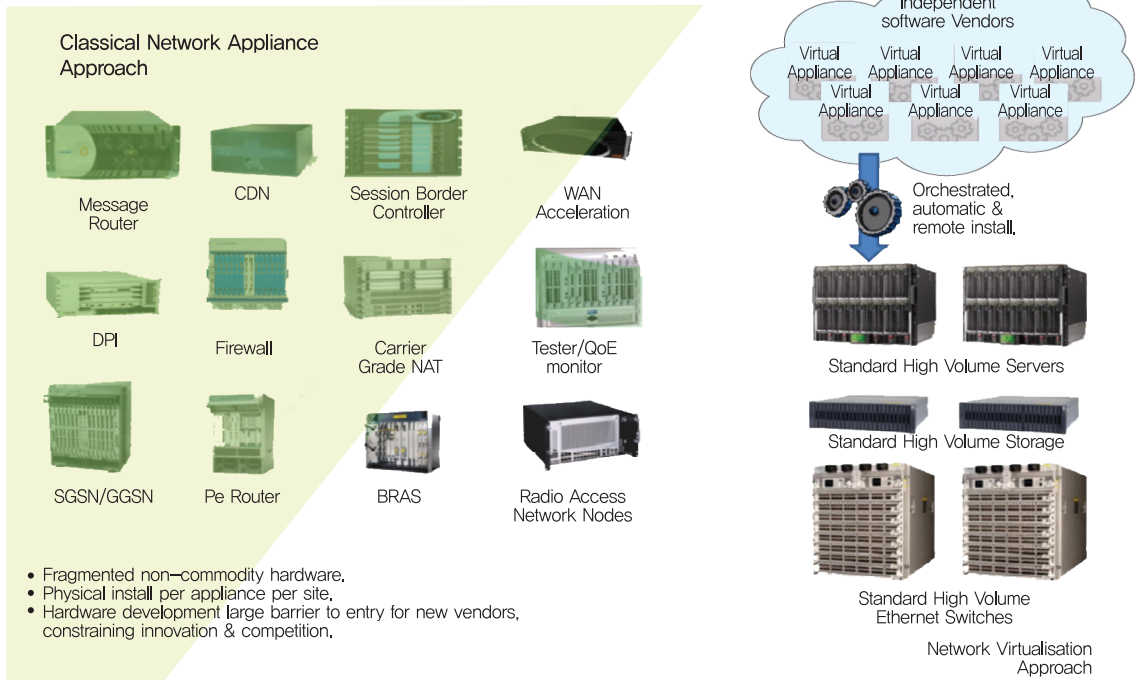 Classical Network Appliance
Approach
Message
Router
CDN
Session Border
Controller
WAN
Acceleration
DPI
Firewall
Carrier
Grade NAT
Tester/QoE
monitor
SGSN/GGSN
Pe Router
BRAS
Radio Access
Network Nodes
• Fragmented non-commodity hardware.
• Physical install per appliance per site.
• Hardware development large barrier to entry for new vendors,
constraining innovation & competition.
Independent
software Vendors
Virtual
Appliance
Virtual
Appliance
Virtual
Appliance
Virtual
Appliance
Virtual
Appliance
Virtual
Appliance
Virtual
Appliance
Orchestrated,
automatic &
remote install.
Standard High Volume Servers
Standard High Volume Storage
Standard High Volume
Ethernet Switches
Network Virtualisation
Approach